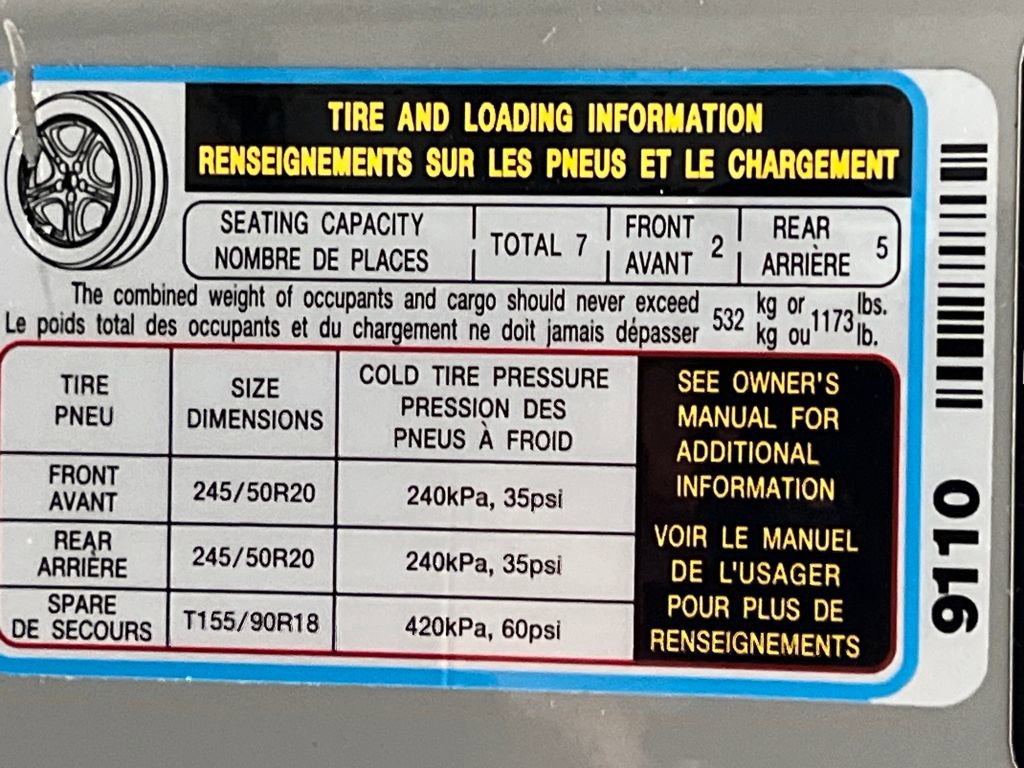 TIRE AND LOADING INFORMATION
RENSEIGNEMENTS SUR LES PNEUS ET LE CHARGEMENT
SEATING CAPACITY
NOMBRE DE PLACES
TOTAL 7
FRONT
AVANT
2
REAR
ARRIÈRE
5
The combined weight of occupants and cargo should never exceed
Le poids total des occupants et du chargement ne doit jamais dépasser
532
kg or
kg ou
1173
lbs.
lb.
TIRE
PNEU
SIZE
DIMENSIONS
COLD TIRE PRESSURE
PRESSION DES
PNEUS À FROID
FRONT
AVANT
245/50R20
240kPa, 35psi
REAR
ARRIÈRE
245/50R20
240kPa, 35psi
SPARE
DE SECOURS
T155/90R18
420kPa, 60psi
SEE OWNER'S
MANUAL FOR
ADDITIONAL
INFORMATION
VOIR LE MANUEL
DE L'USAGER
POUR PLUS DE
RENSEIGNEMENTS
9110